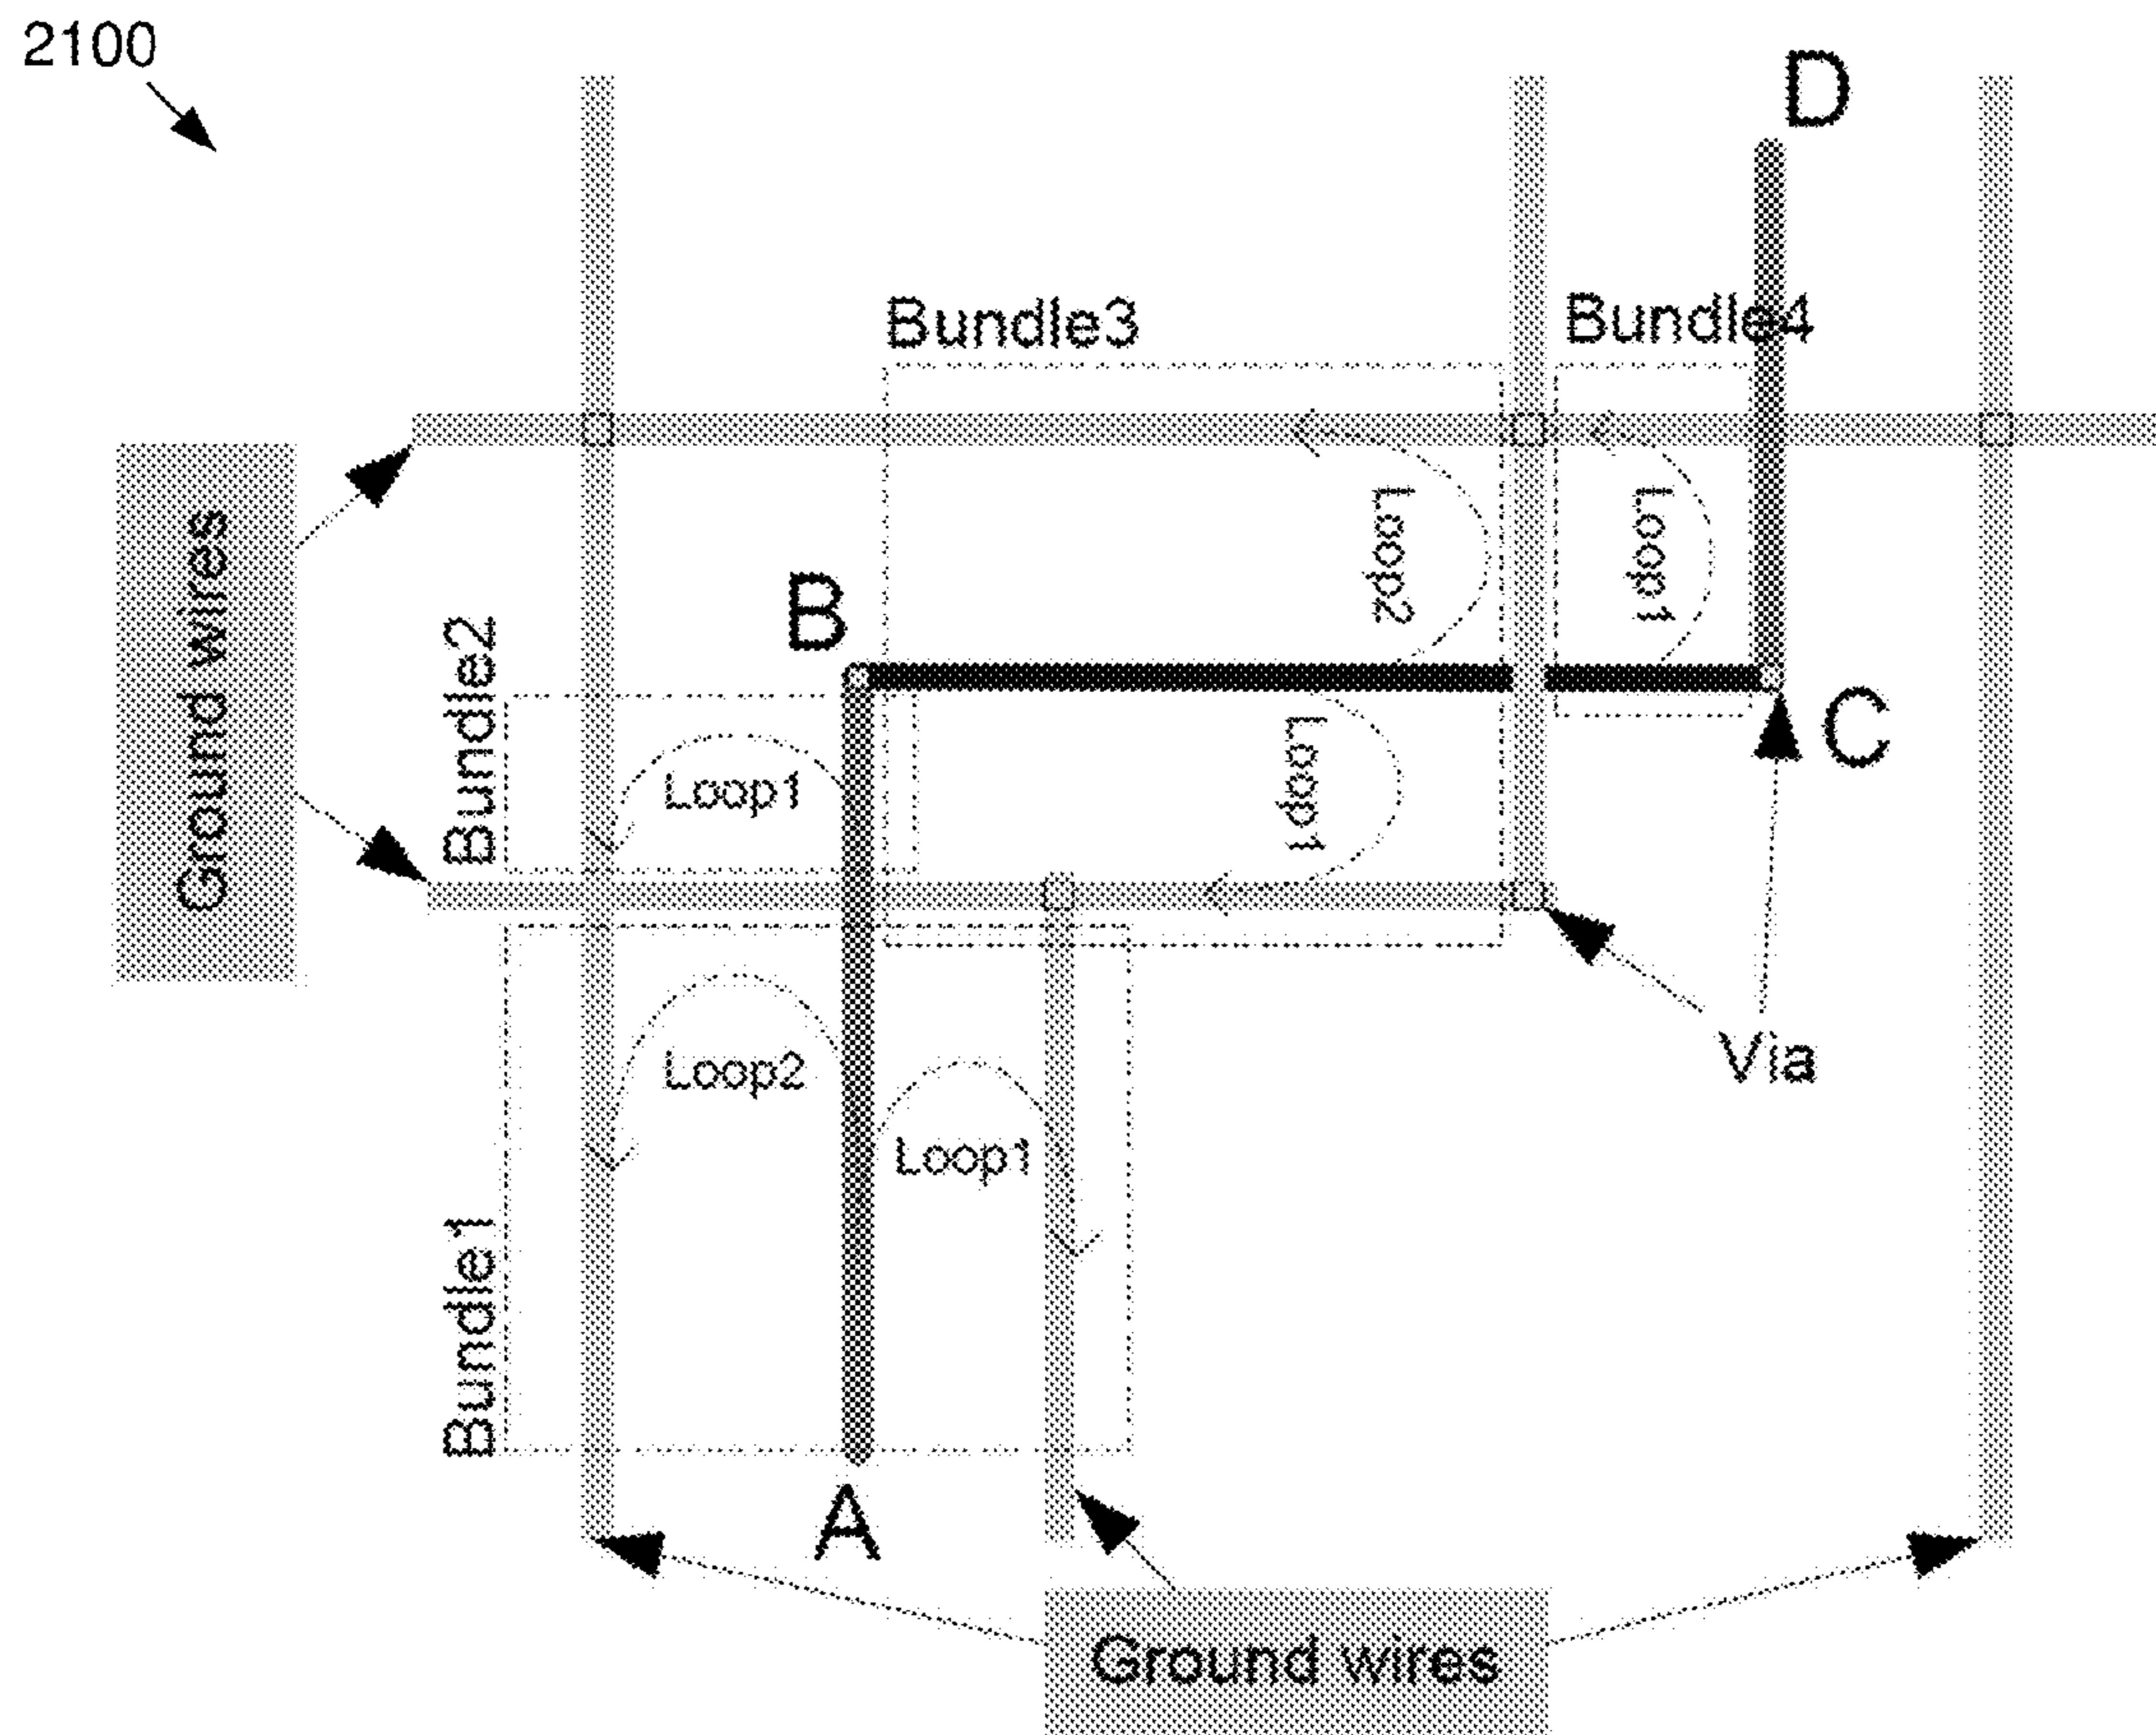 2100
D
Bundle3
Bundle4
Ground wires
Loop2
Loop1
B
Bundle2
C
Loop1
Loop1
Via
Loop2
Loop1
Bundle1
A
Ground wires